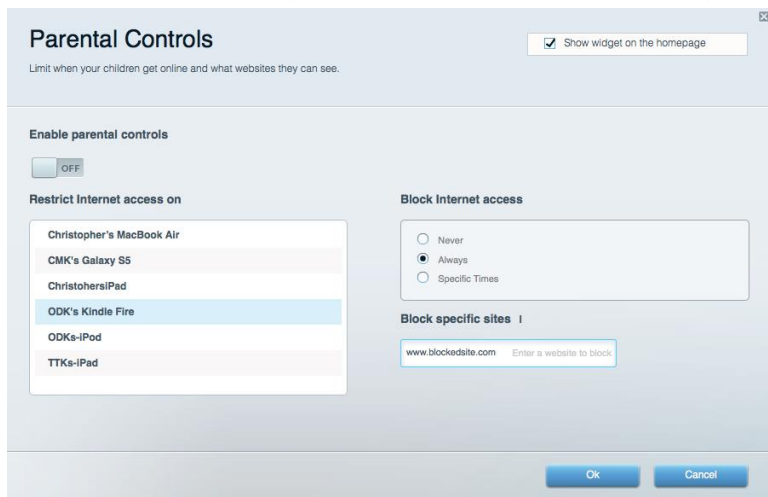 Parental Controls
Show widget on the homepage
Limit when your children get online and what websites they can see.
Enable parental controls
OFF
Restrict Internet access on
Christopher's MacBook Air
CMK's Galaxy S5
ChristohersiPad
ODK's Kindle Fire
ODKs-iPod
TTKs-iPad
Block Internet access
Never
Always
Specific Times
Block specific sites I
www.blockedsite.com Enter a website to block
Ok
Cancel